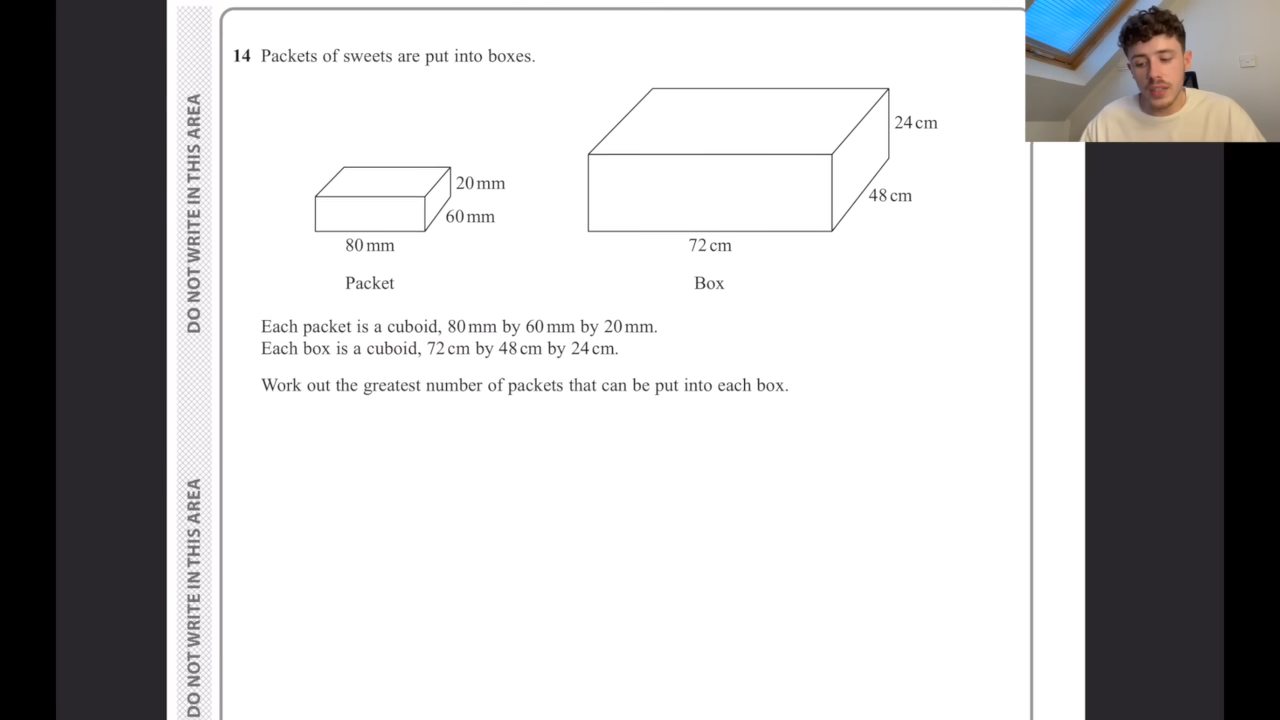 14 Packets of sweets are put into boxes.
20 mm
60 mm
80 mm
Packet
24 cm
48 cm
72 cm
Box
Each packet is a cuboid, 80 mm by 60 mm by 20 mm.
Each box is a cuboid, 72 cm by 48 cm by 24 cm.
Work out the greatest number of packets that can be put into each box.
DO NOT WRITE IN THIS AREA
DO NOT WRITE IN THIS AREA